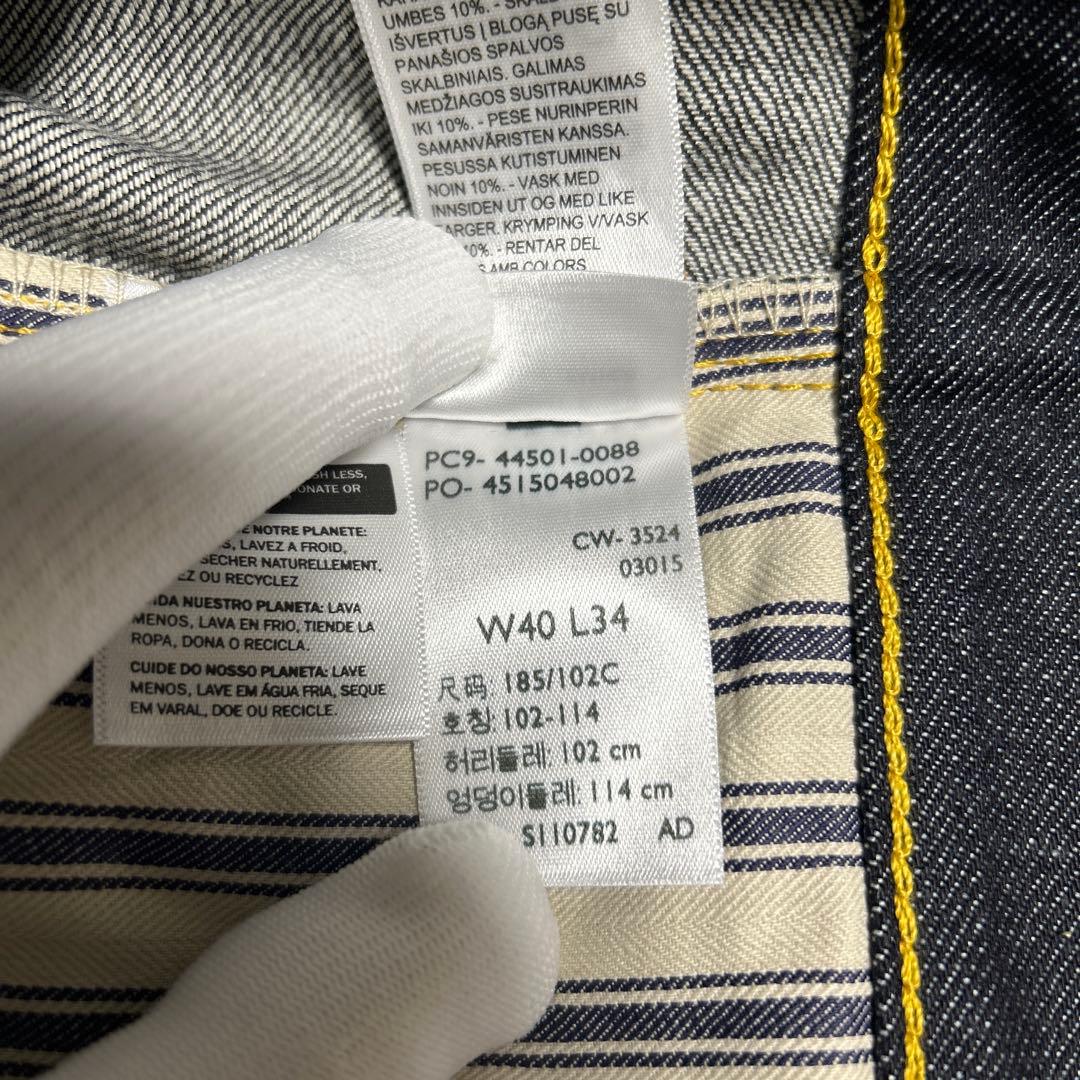 UMBES 10%. -
IŠVERTUS | BLOGĄ PUSĘ SU
PANAŠIOS SPALVOS
SKALBINIAIS. GALIMAS
MEDŽIAGOS SUSITRAUKIMAS
IKI 10%. - PESE NURINPERIN
SAMANVÄRISTEN KANSSA.
PESUSSA KUTISTUMINEN
NOIN 10%. - VASK MED
INNSIDEN UT OG MED LIKE
ARGER. KRYMPING V/VASK
0%. - RENTAR DEL
COLORS
PC9- 44501-0088
PO- 4515048002
CW- 3524
03015
W40 L34
尺码: 185/102C
호칭: 102-114
허리둘레: 102 cm
엉덩이둘레: 114 cm
S110782 AD
SH LESS,
ONATE OR
E NOTRE PLANETE:
S, LAVEZ A FROID,
SECHER NATURELLEMENT,
EZ OU RECYCLEZ
IDA NUESTRO PLANETA: LAVA
MENOS, LAVA EN FRIO, TIENDE LA
ROPA, DONA O RECICLA.
CUIDE DO NOSSO PLANETA: LAVE
MENOS, LAVE EM ÁGUA FRIA, SEQUE
EM VARAL, DOE OU RECICLE.